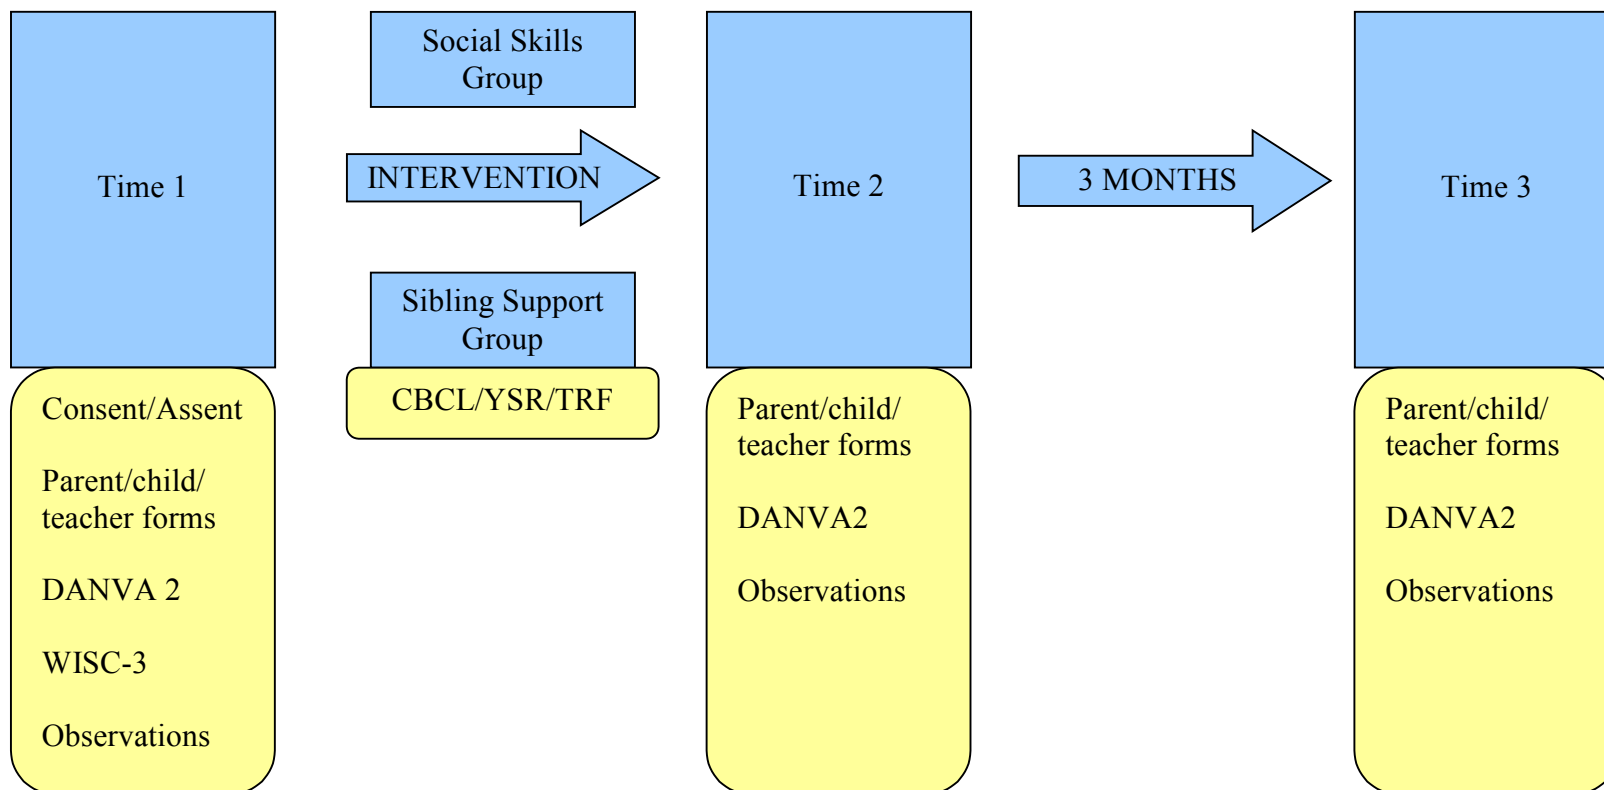 Time 1
Social Skills
Group
INTERVENTION
Sibling Support
Group
Time 2
3 MONTHS
Time 3
Consent/Assent
Parent/child/
teacher forms
DANVA 2
WISC-3
Observations
CBCL/YSR/TRF
Parent/child/
teacher forms
DANVA2
Observations
Parent/child/
teacher forms
DANVA2
Observations